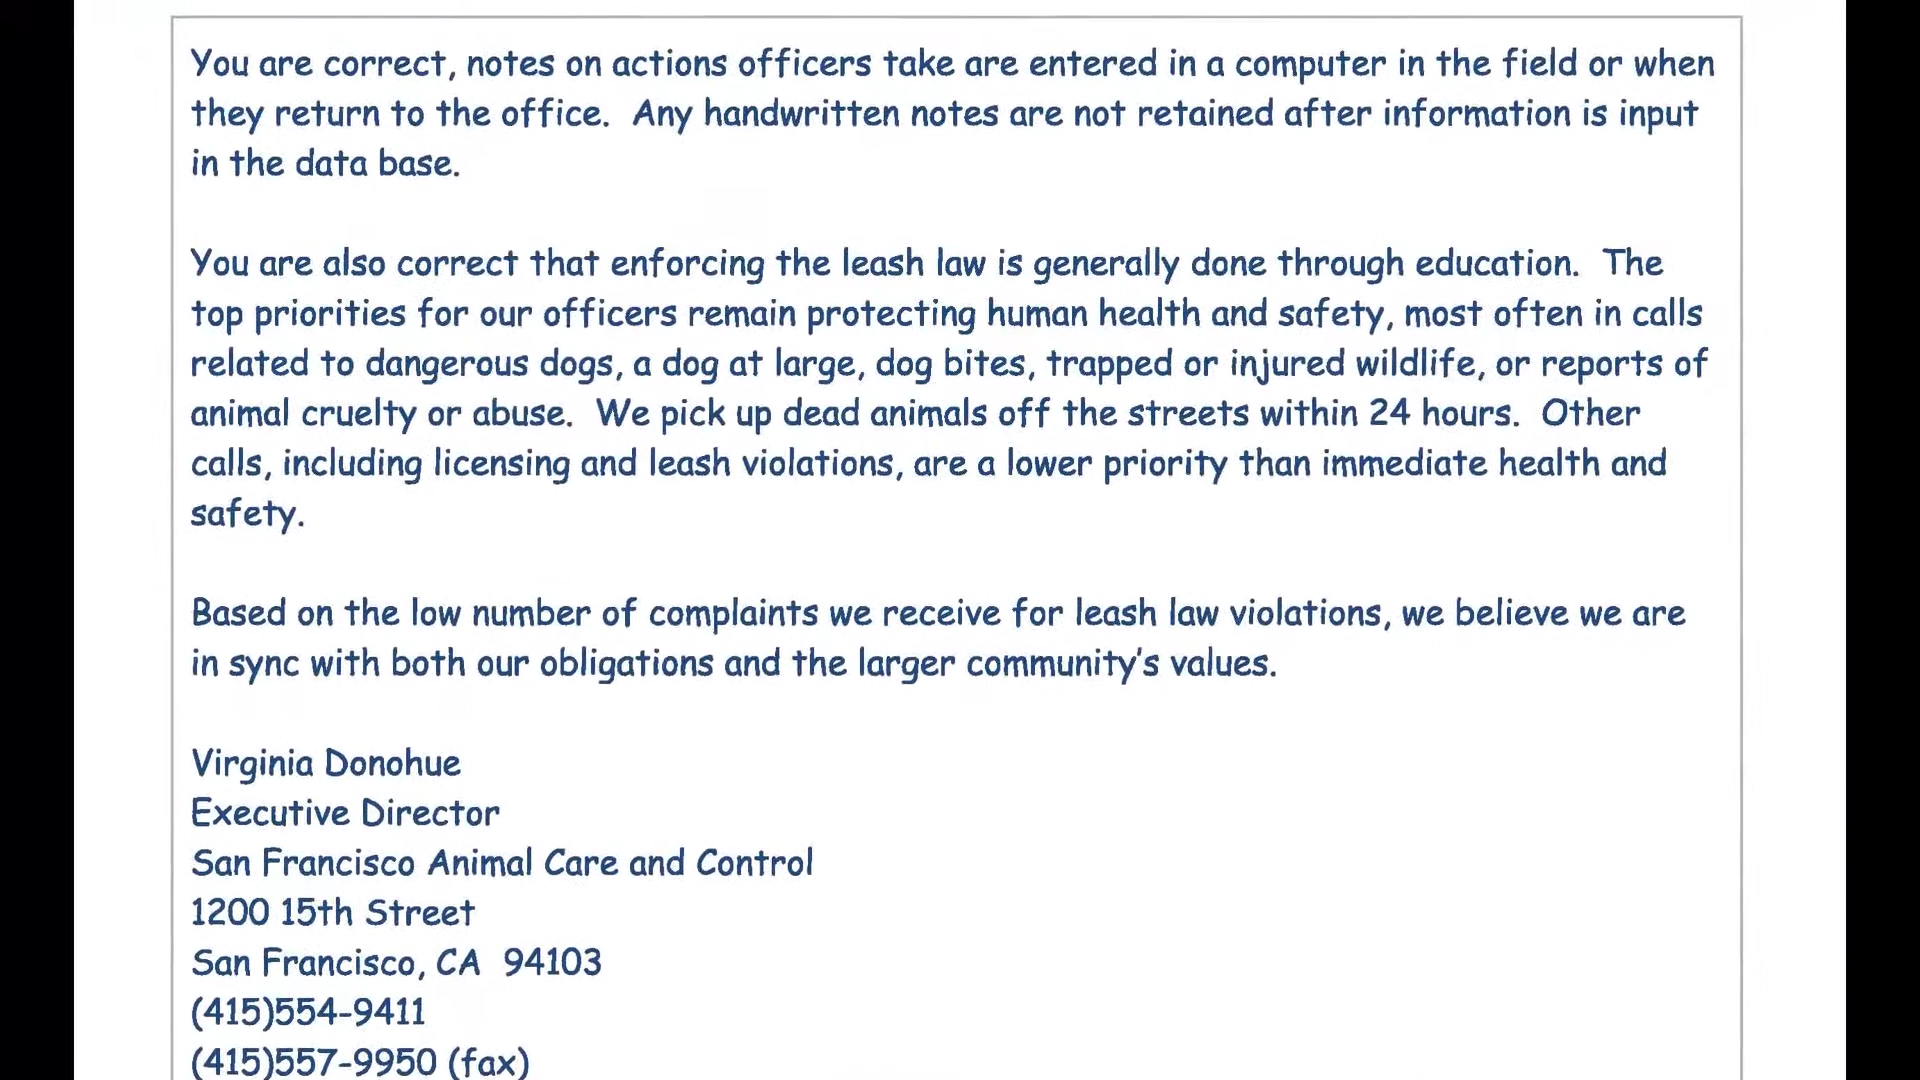 You are correct, notes on actions officers take are entered in a computer in the field or when
they return to the office.  Any handwritten notes are not retained after information is input
in the data base.
You are also correct that enforcing the leash law is generally done through education.  The
top priorities for our officers remain protecting human health and safety, most often in calls
related to dangerous dogs, a dog at large, dog bites, trapped or injured wildlife, or reports of
animal cruelty or abuse.  We pick up dead animals off the streets within 24 hours.  Other
calls, including licensing and leash violations, are a lower priority than immediate health and
safety.
Based on the low number of complaints we receive for leash law violations, we believe we are
in sync with both our obligations and the larger community's values.
Virginia Donohue
Executive Director
San Francisco Animal Care and Control
1200 15th Street
San Francisco, CA  94103
(415)554-9411
(415)557-9950 (fax)